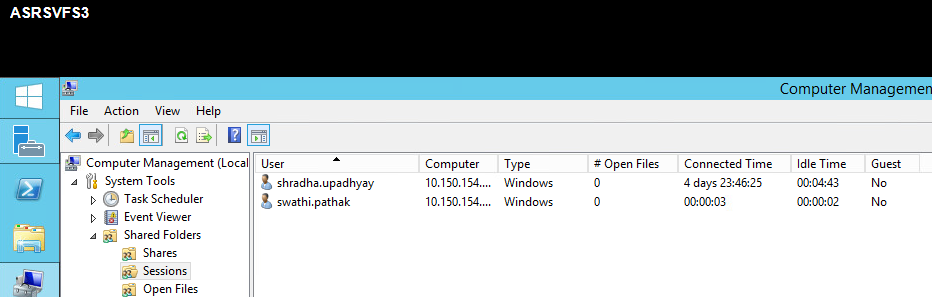 ASRSVFS3
Computer Managemen
File Action View Help
Computer Management (Local
System Tools
Task Scheduler
Event Viewer
Shared Folders
Shares
Sessions
Open Files
User Computer Type # Open Files Connected Time Idle Time Guest
shradha.upadhyay 10.150.154.... Windows 0 4 days 23:46:25 00:04:43 No
swathi.pathak 10.150.154.... Windows 0 00:00:03 00:00:02 No